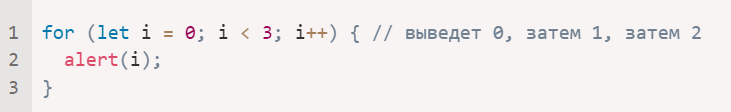 1 for (let i = 0; i < 3; i++) { // выведет 0, затем 1, затем 2
2   alert(i);
3 }